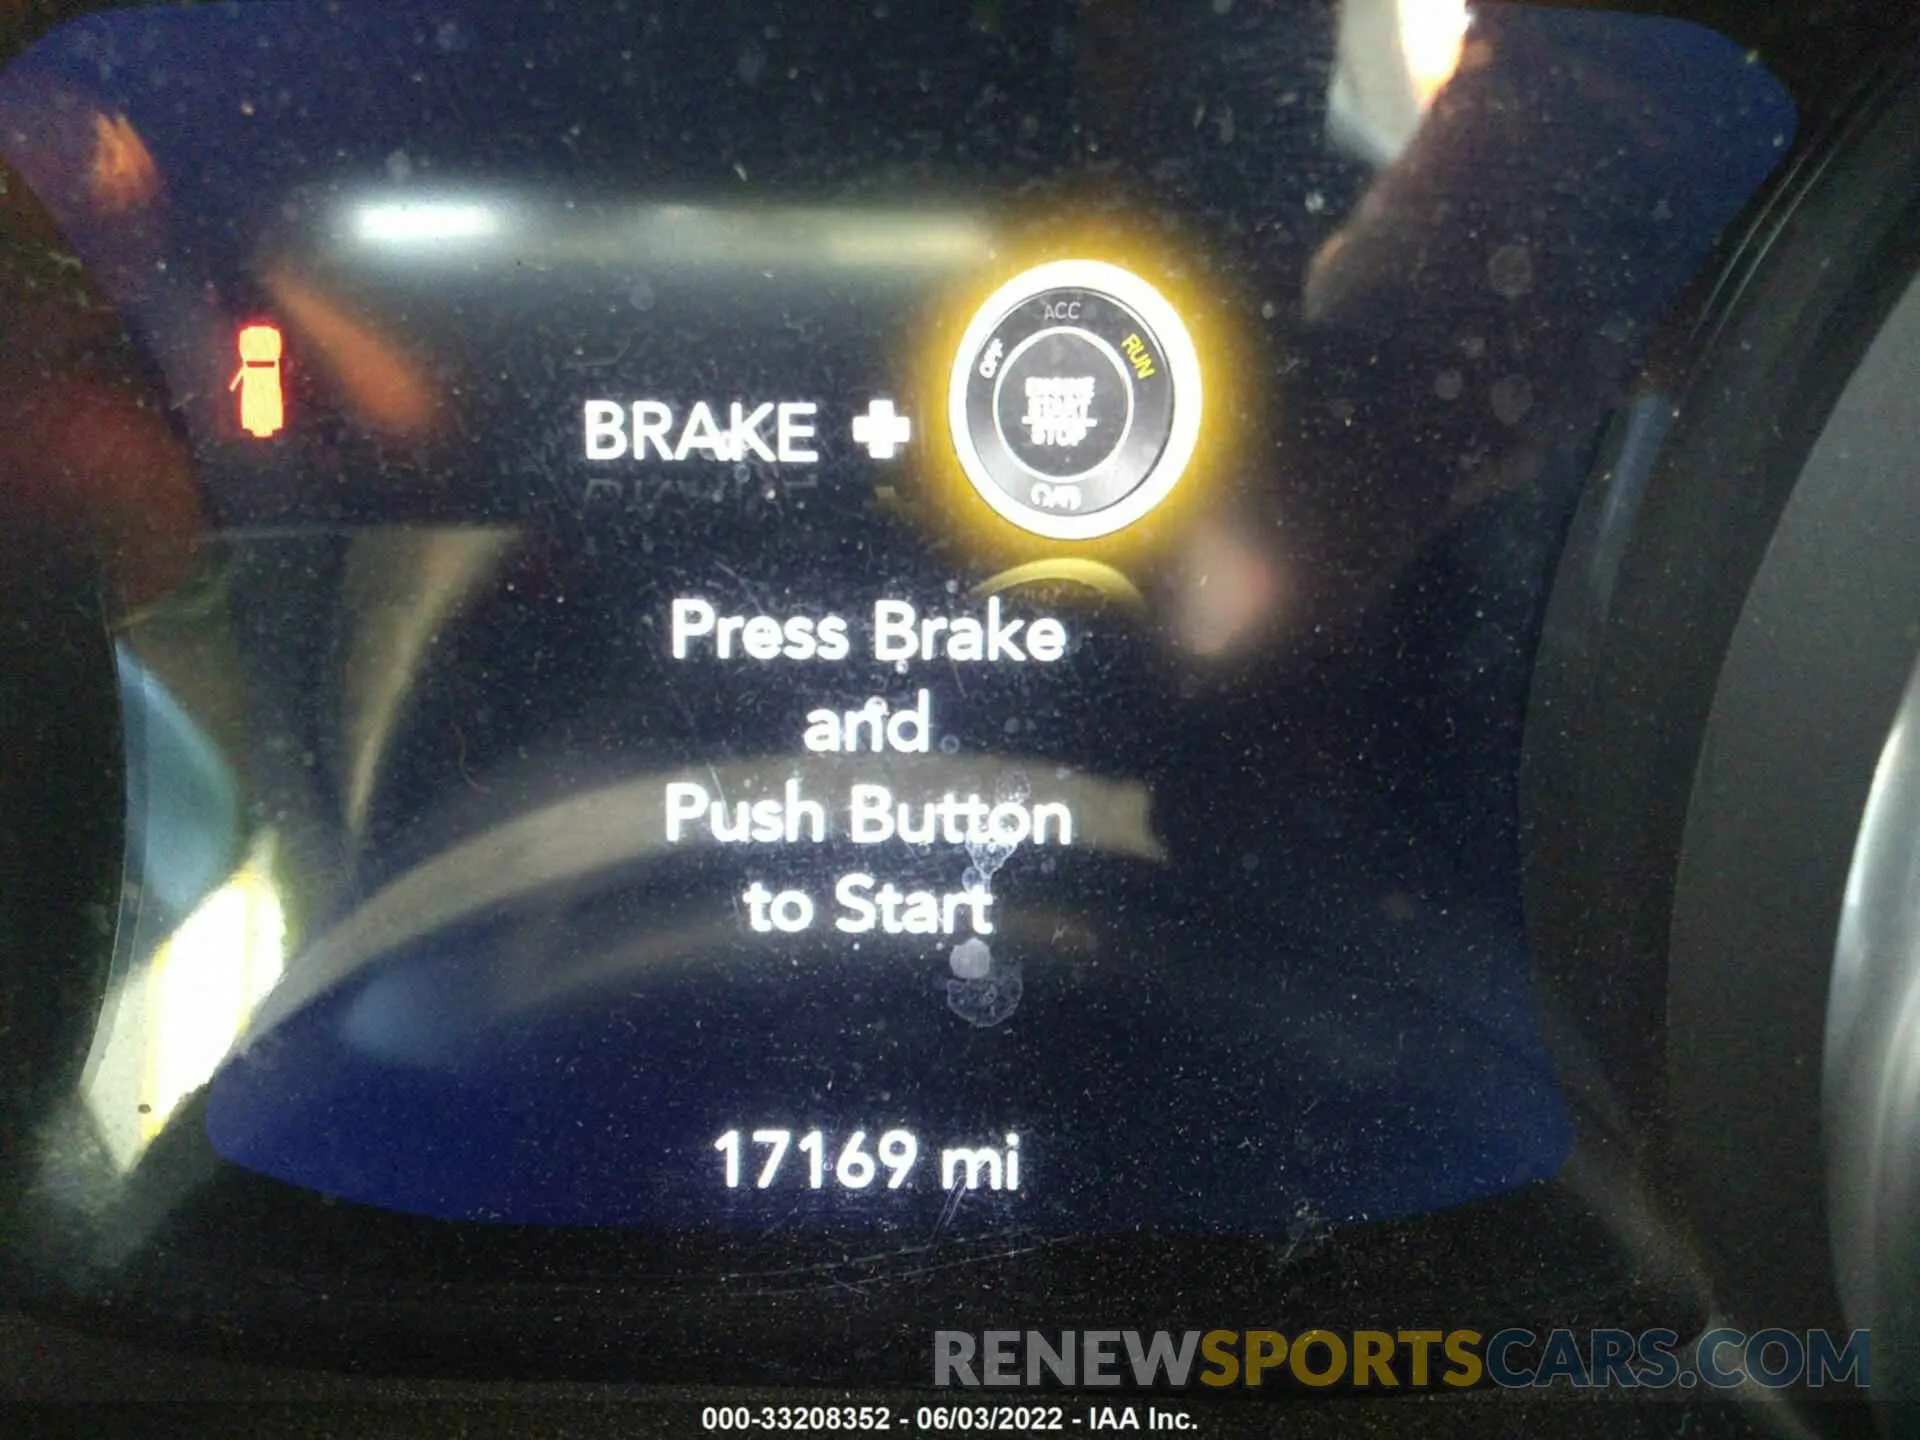 ACC
OFF
RUN
ENGINE
START
STOP
BRAKE +
Press Brake
and
Push Button
to Start
17169 mi
RENEWSPORTSCARS.COM
000-33208352 - 06/03/2022 - IAA Inc.